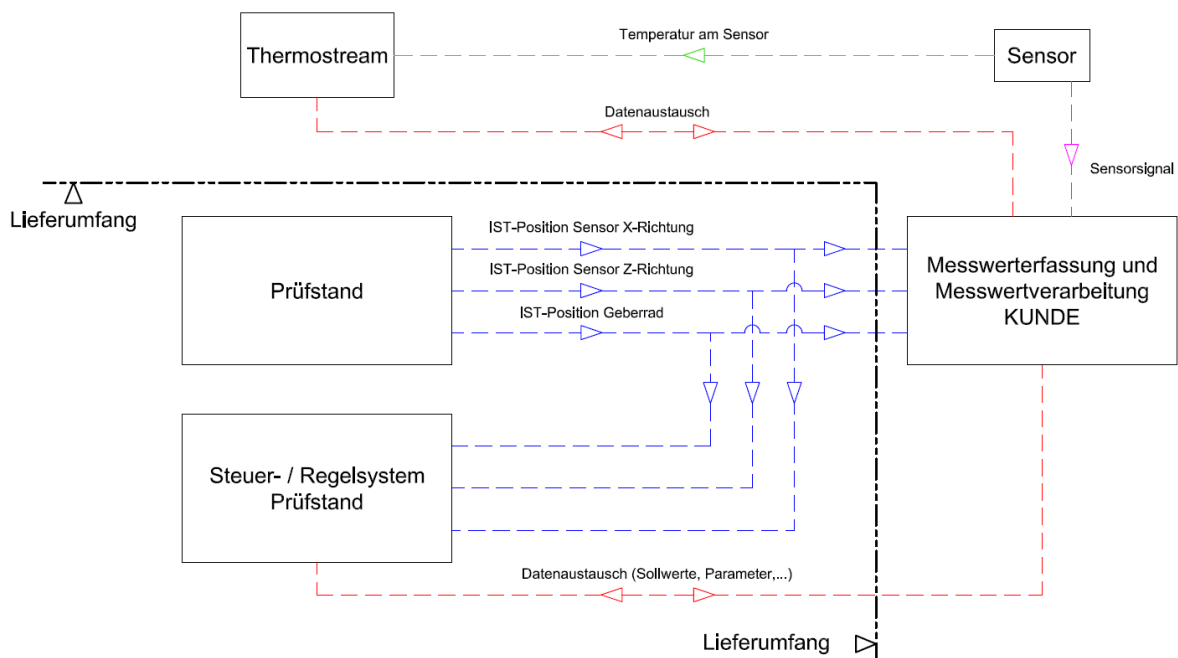 Temperatur am Sensor
Thermostream
Sensor
Datenaustausch
Sensorsignal
Lieferumfang
IST-Position Sensor X-Richtung
IST-Position Sensor Z-Richtung
IST-Position Geberrad
Prüfstand
Messwerterfassung und
Messwertverarbeitung
KUNDE
Steuer- / Regelsystem
Prüfstand
Datenaustausch (Sollwerte, Parameter,...)
Lieferumfang